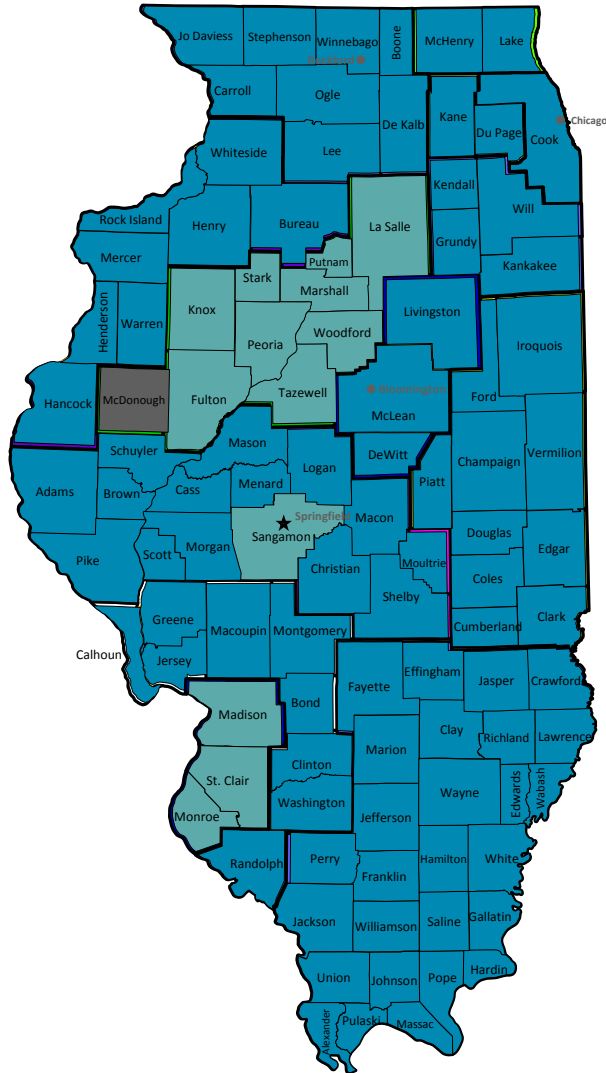 Jo Daviess Stephenson Winnebago Boone McHenry Lake
Rockford
Carroll Ogle De Kalb Kane Du Page Cook Chicago
Whiteside Lee
Kendall Will
Rock Island Henry Bureau La Salle Grundy
Mercer Putnam Kankakee
Stark Marshall
Henderson Warren Knox Peoria Woodford Livingston Iroquois
Hancock McDonough Fulton Tazewell Bloomington McLean Ford
Schuyler Mason Logan DeWitt Champaign Vermilion
Adams Brown Cass Menard Piatt
Springfield Macon
Pike Scott Morgan Sangamon Christian Moultrie Douglas Edgar
Shelby Coles
Greene Macoupin Montgomery Cumberland Clark
Calhoun Jersey
Madison Bond Fayette Effingham Jasper Crawford
Clinton Marion Clay Richland Lawrence
St. Clair Washington Wayne Edwards Wabash
Monroe Jefferson
Randolph Perry Franklin Hamilton White
Jackson Williamson Saline Gallatin
Union Johnson Pope Hardin
Alexander Pulaski Massac